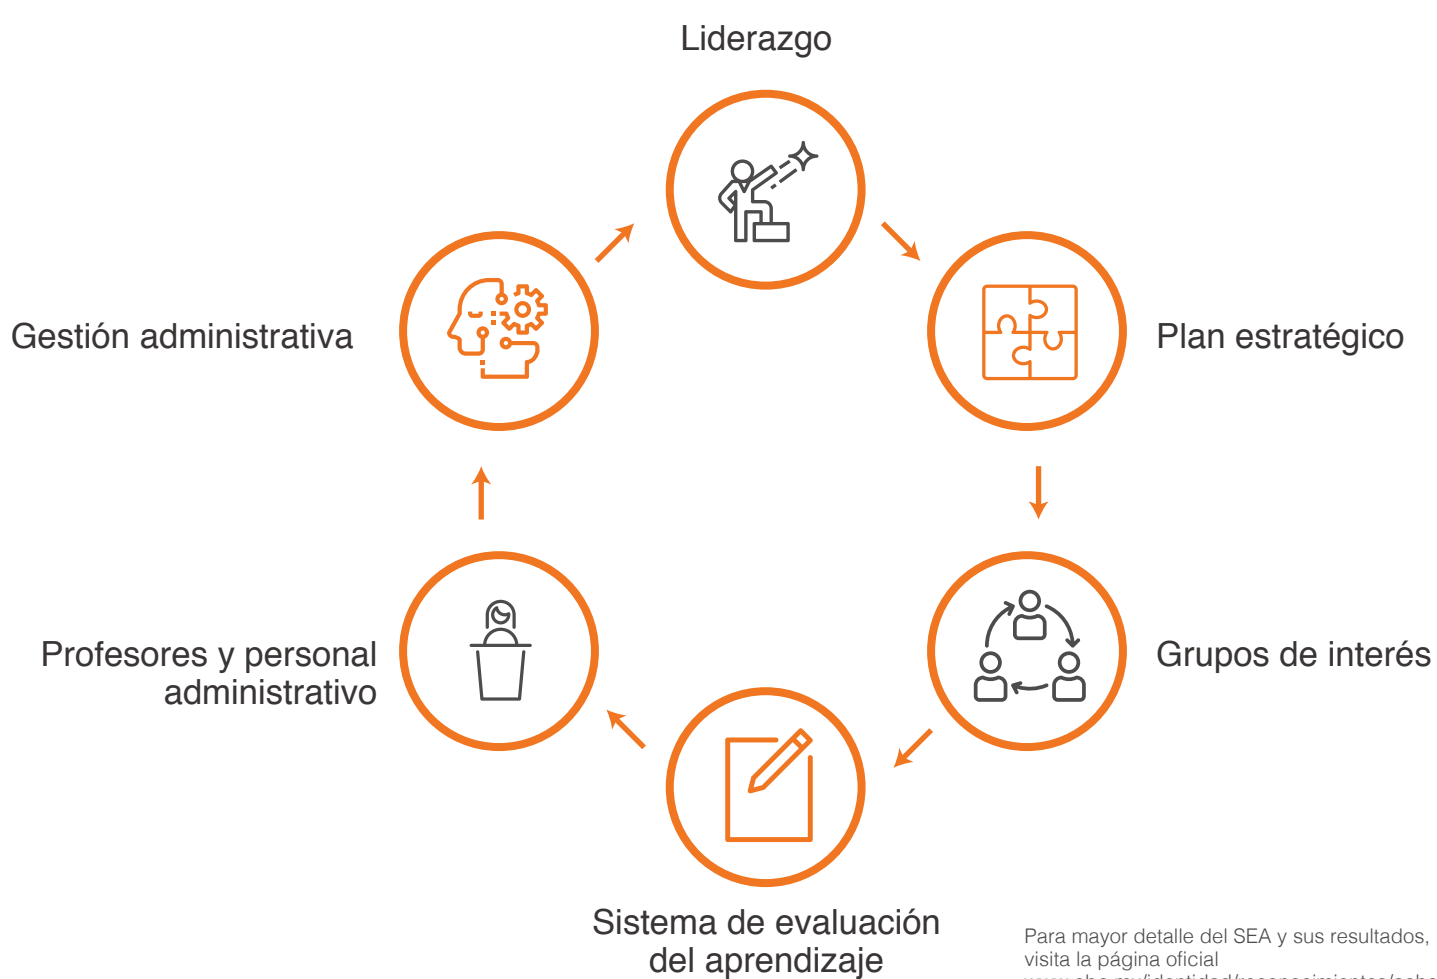 Liderazgo
Gestión administrativa
Plan estratégico
Profesores y personal
administrativo
Grupos de interés
Sistema de evaluación
del aprendizaje
Para mayor detalle del SEA y sus resultados,
visita la página oficial